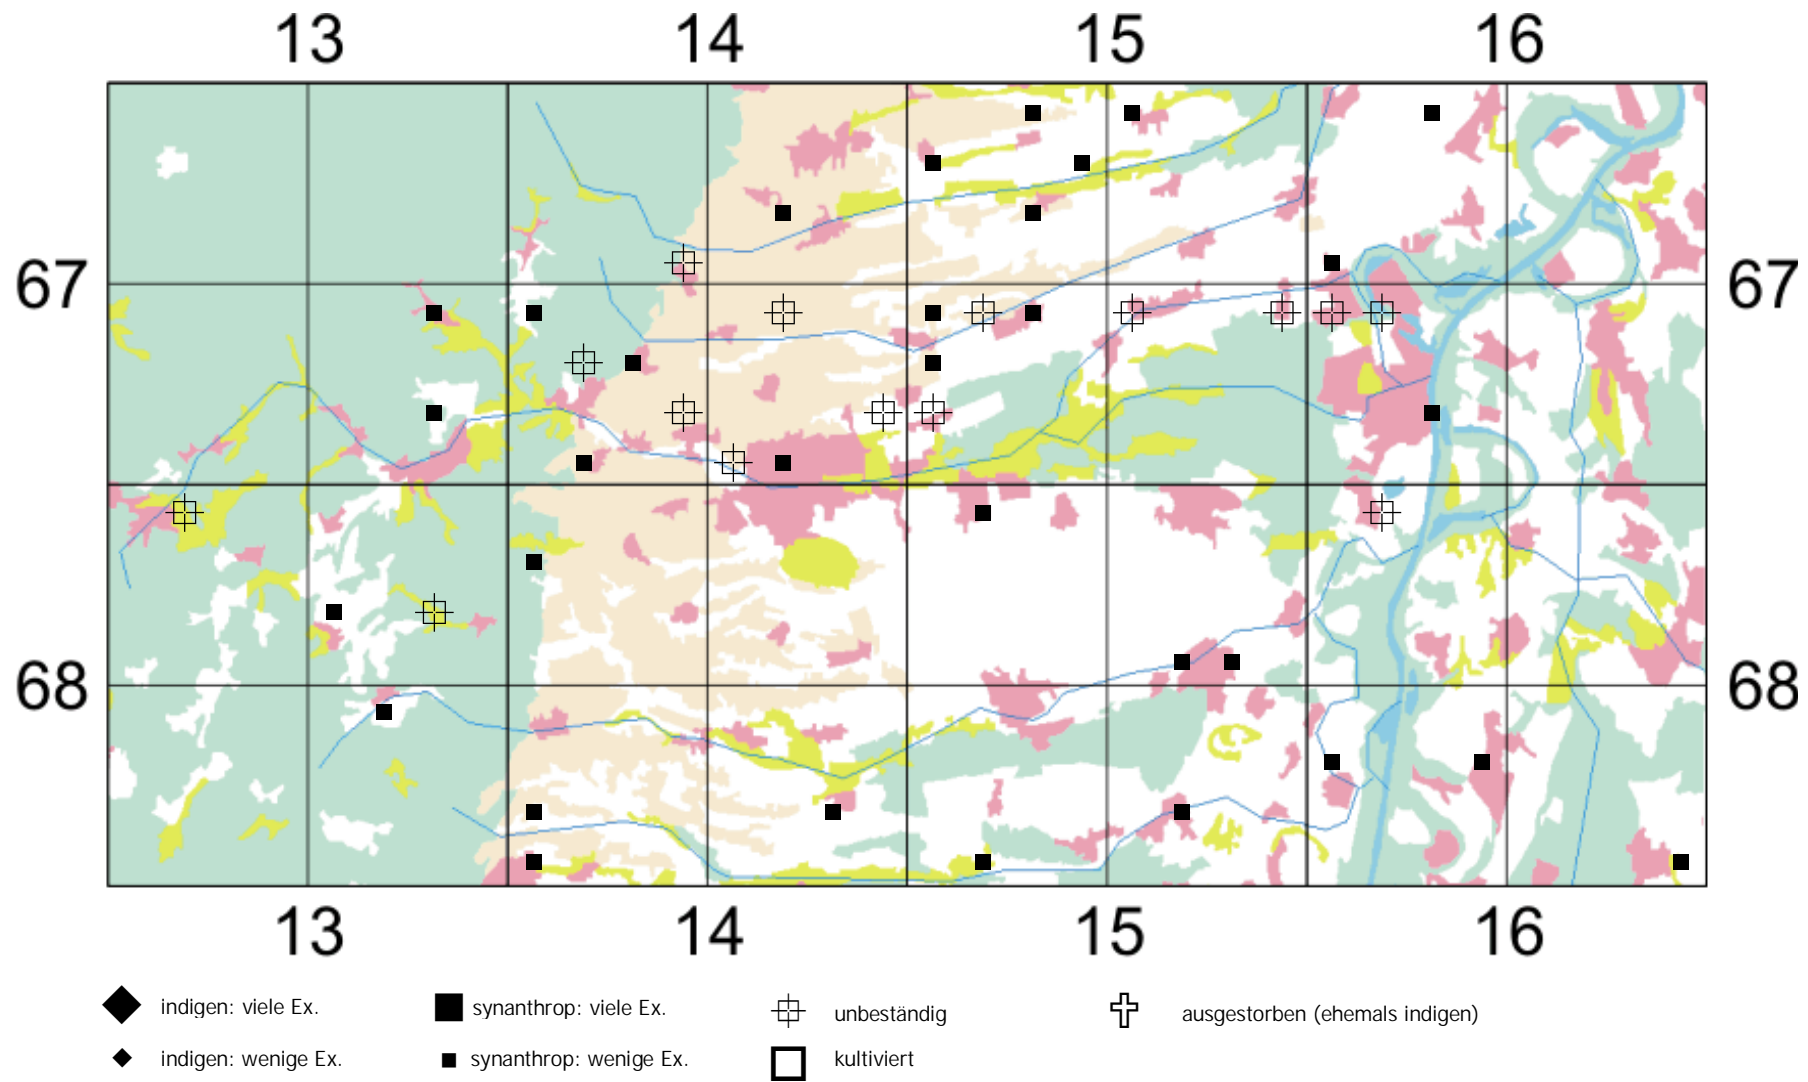 13 14 15 16
67 67
68 68
13 14 15 16
indigen: viele Ex. synanthrop: viele Ex. unbeständig ausgestorben (ehemals indigen)
indigen: wenige Ex. synanthrop: wenige Ex. kultiviert